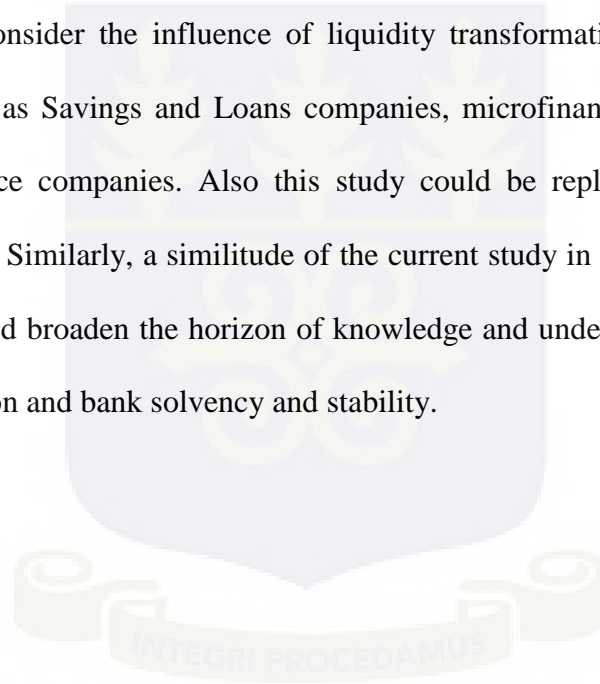 onsider the influence of liquidity transformati
as Savings and Loans companies, microfinan
ce companies. Also this study could be repl
Similarly, a similitude of the current study in
d broaden the horizon of knowledge and unde
on and bank solvency and stability.
INTEGRI PROCEDAMUS